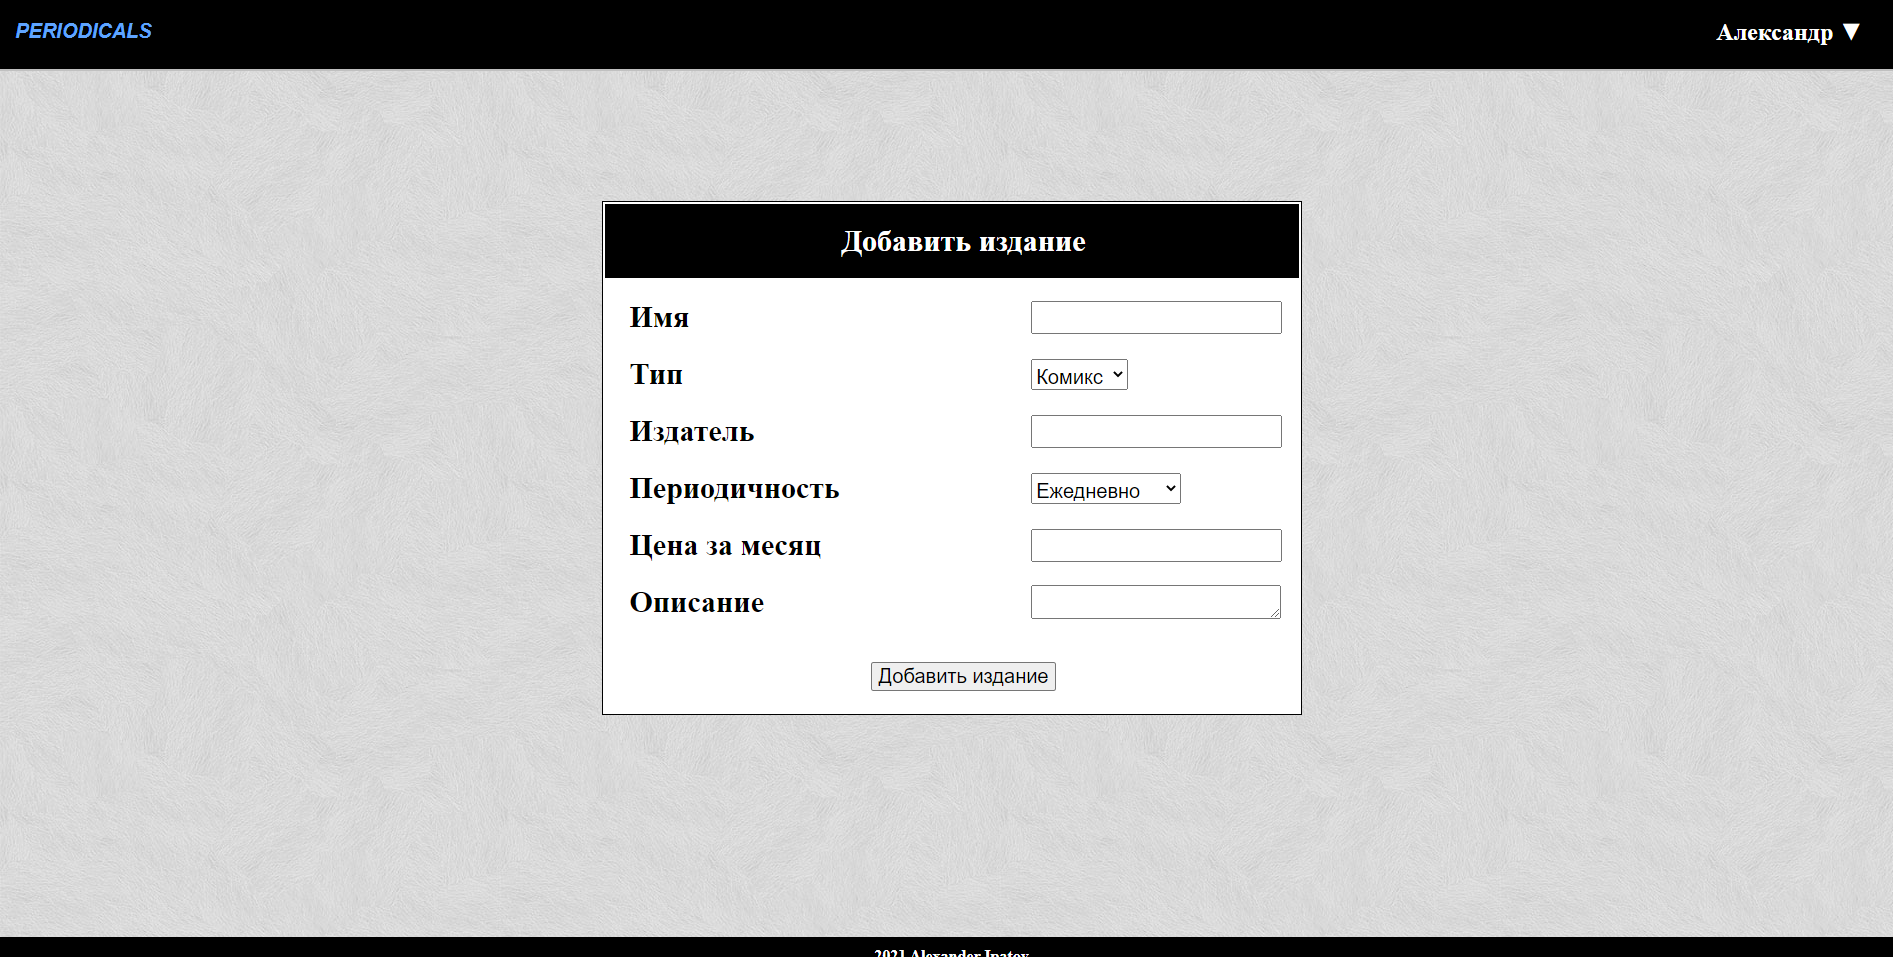 PERIODICALS
Александр ▼
Добавить издание
Имя
Тип
Комикс
Издатель
Периодичность
Ежедневно
Цена за месяц
Описание
Добавить издание
2021 Alexander Ipatov